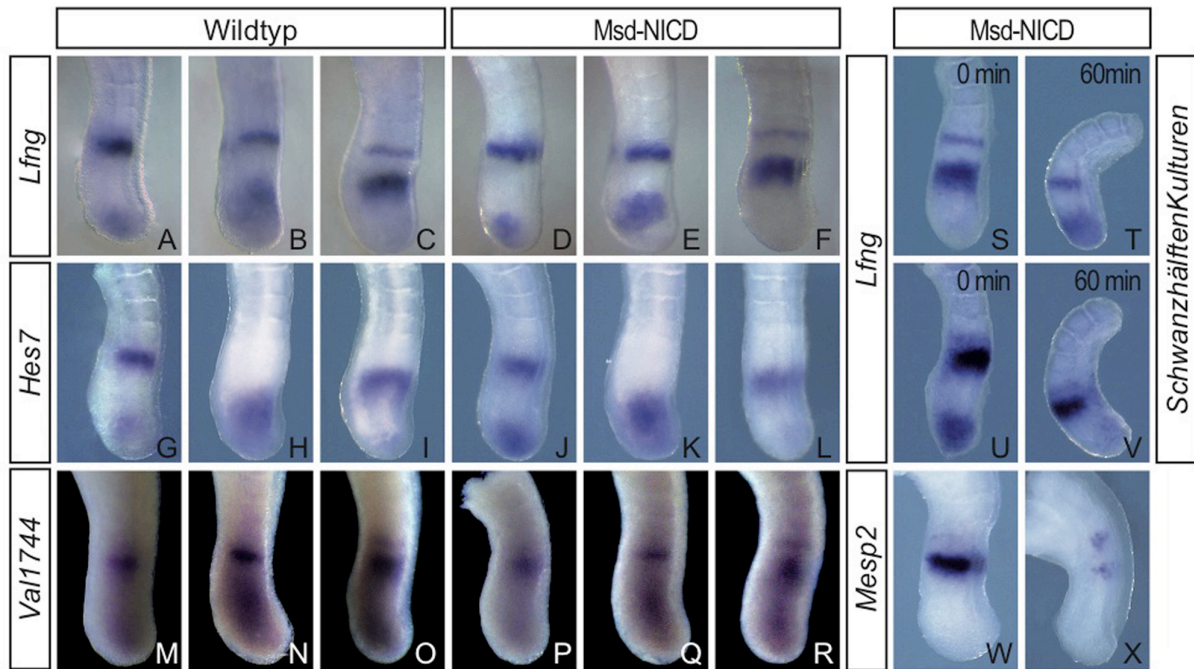 Wildtyp
Msd-NICD
Msd-NICD
Lfng
A
B
C
D
E
F
Lfng
0 min
S
60min
T
SchwanzhälftenKulturen
Hes7
G
H
I
J
K
L
0 min
U
60 min
V
Val1744
M
N
O
P
Q
R
Mesp2
W
X